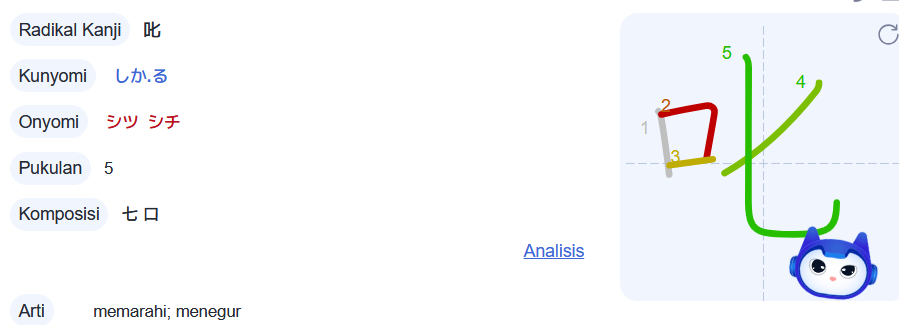 Radikal Kanji 叱
Kunyomi しか.る
Onyomi シツ シチ
Pukulan 5
Komposisi 七 口
Analisis
Arti memarahi; menegur
5
4
2
1
3